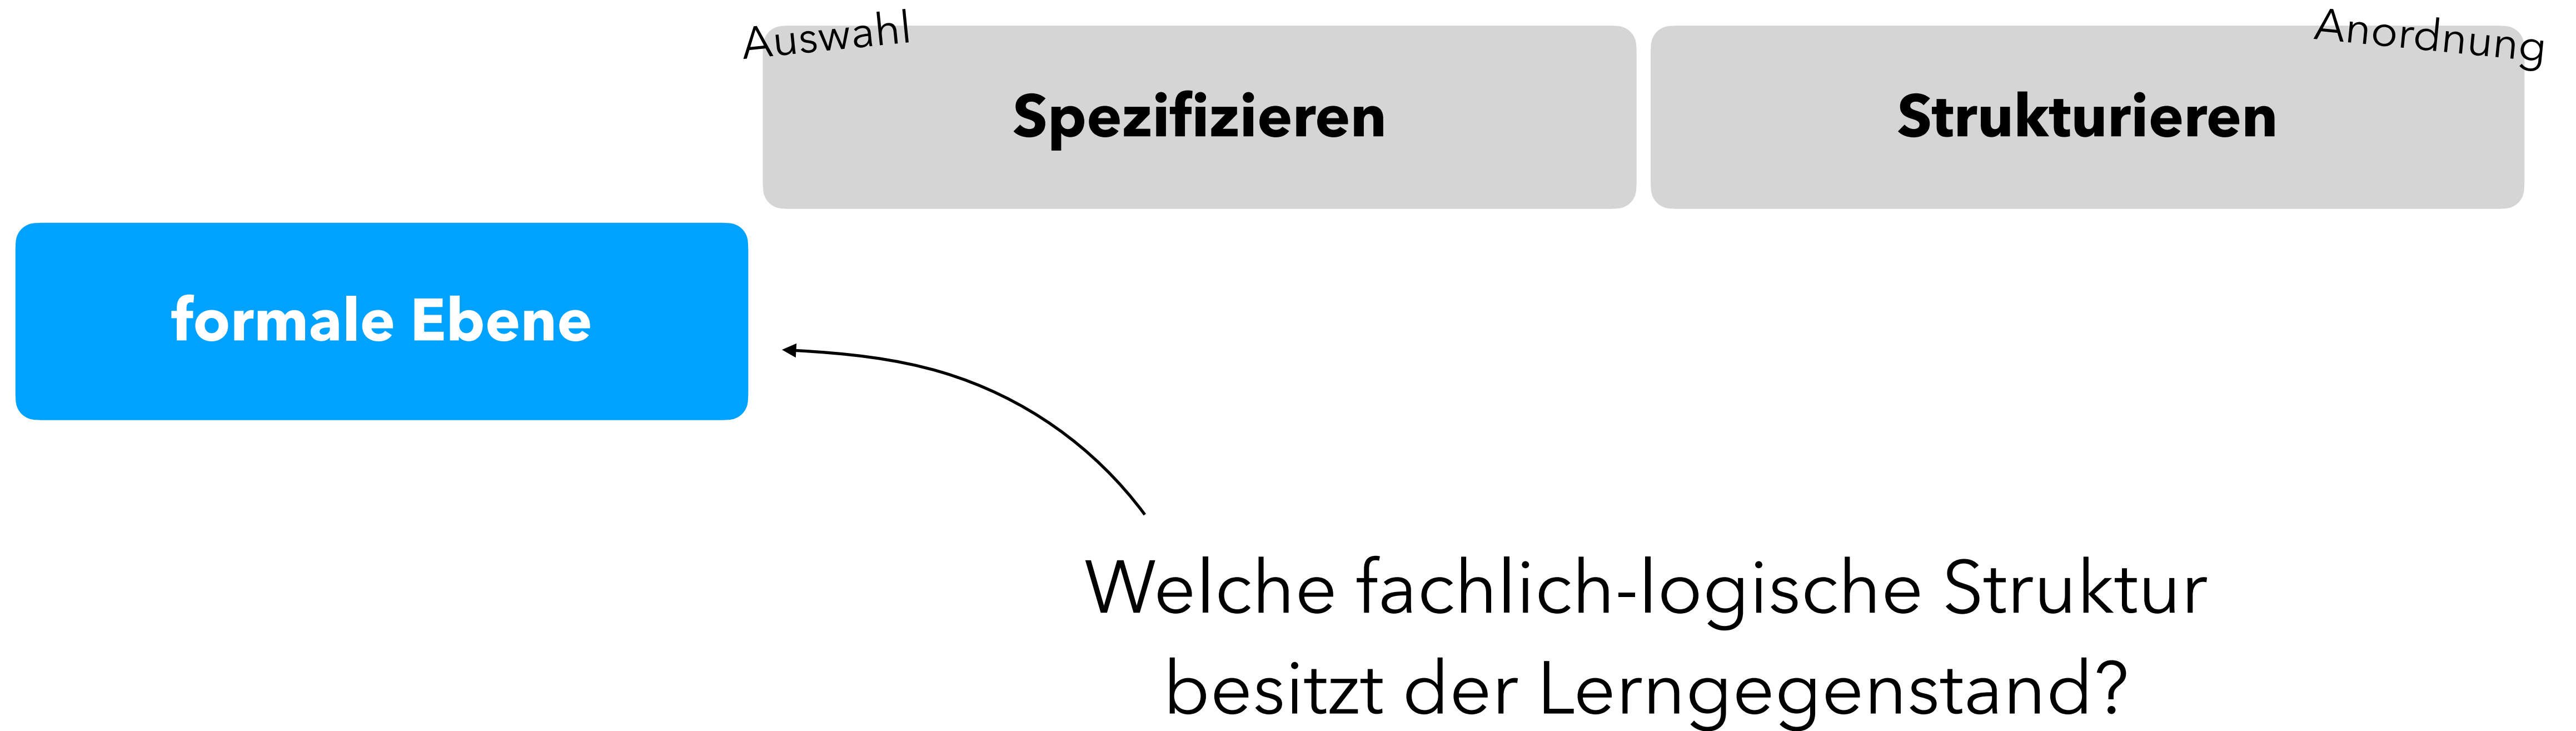 Auswahl
Anordnung
Spezifizieren
Strukturieren
formale Ebene
Welche fachlich-logische Struktur
besitzt der Lerngegenstand?